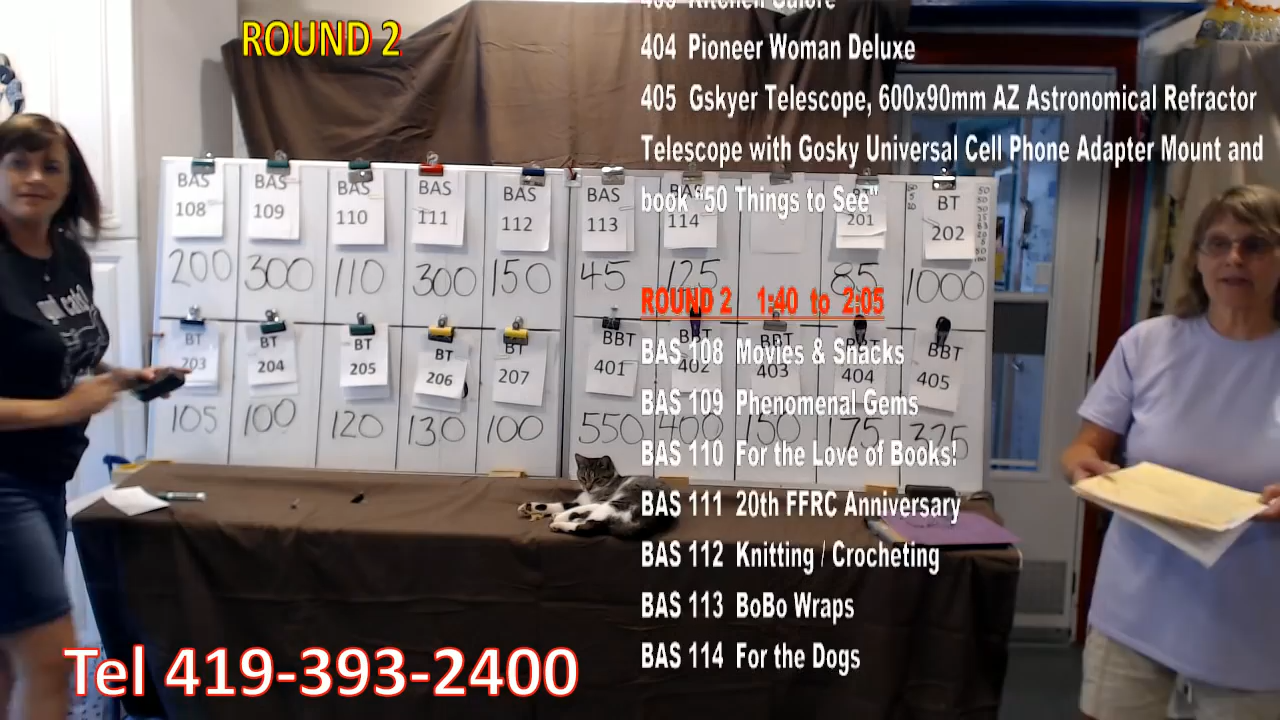 ROUND 2
404 Pioneer Woman Deluxe
405 Gskyer Telescope, 600x90mm AZ Astronomical Refractor
Telescope with Gosky Universal Cell Phone Adapter Mount and
book “50 Things to See”
ROUND 2 1:40 to 2:05
BAS 108 Movies & Snacks
BAS 109 Phenomenal Gems
BAS 110 For the Love of Books!
BAS 111 20th FFRC Anniversary
BAS 112 Knitting / Crocheting
BAS 113 BoBo Wraps
BAS 114 For the Dogs
BAS 108 BAS 109 BAS 110 BAS 111 BAS 112 BAS 113 BAS 114 201 BT 202
200 300 110 300 150 45 125 85 1000
BT 203 BT 204 BT 205 BT 206 BT 207 BBT 401 402 403 404 BBT 405
105 100 120 130 100 550 400 150 175 325
Tel 419-393-2400